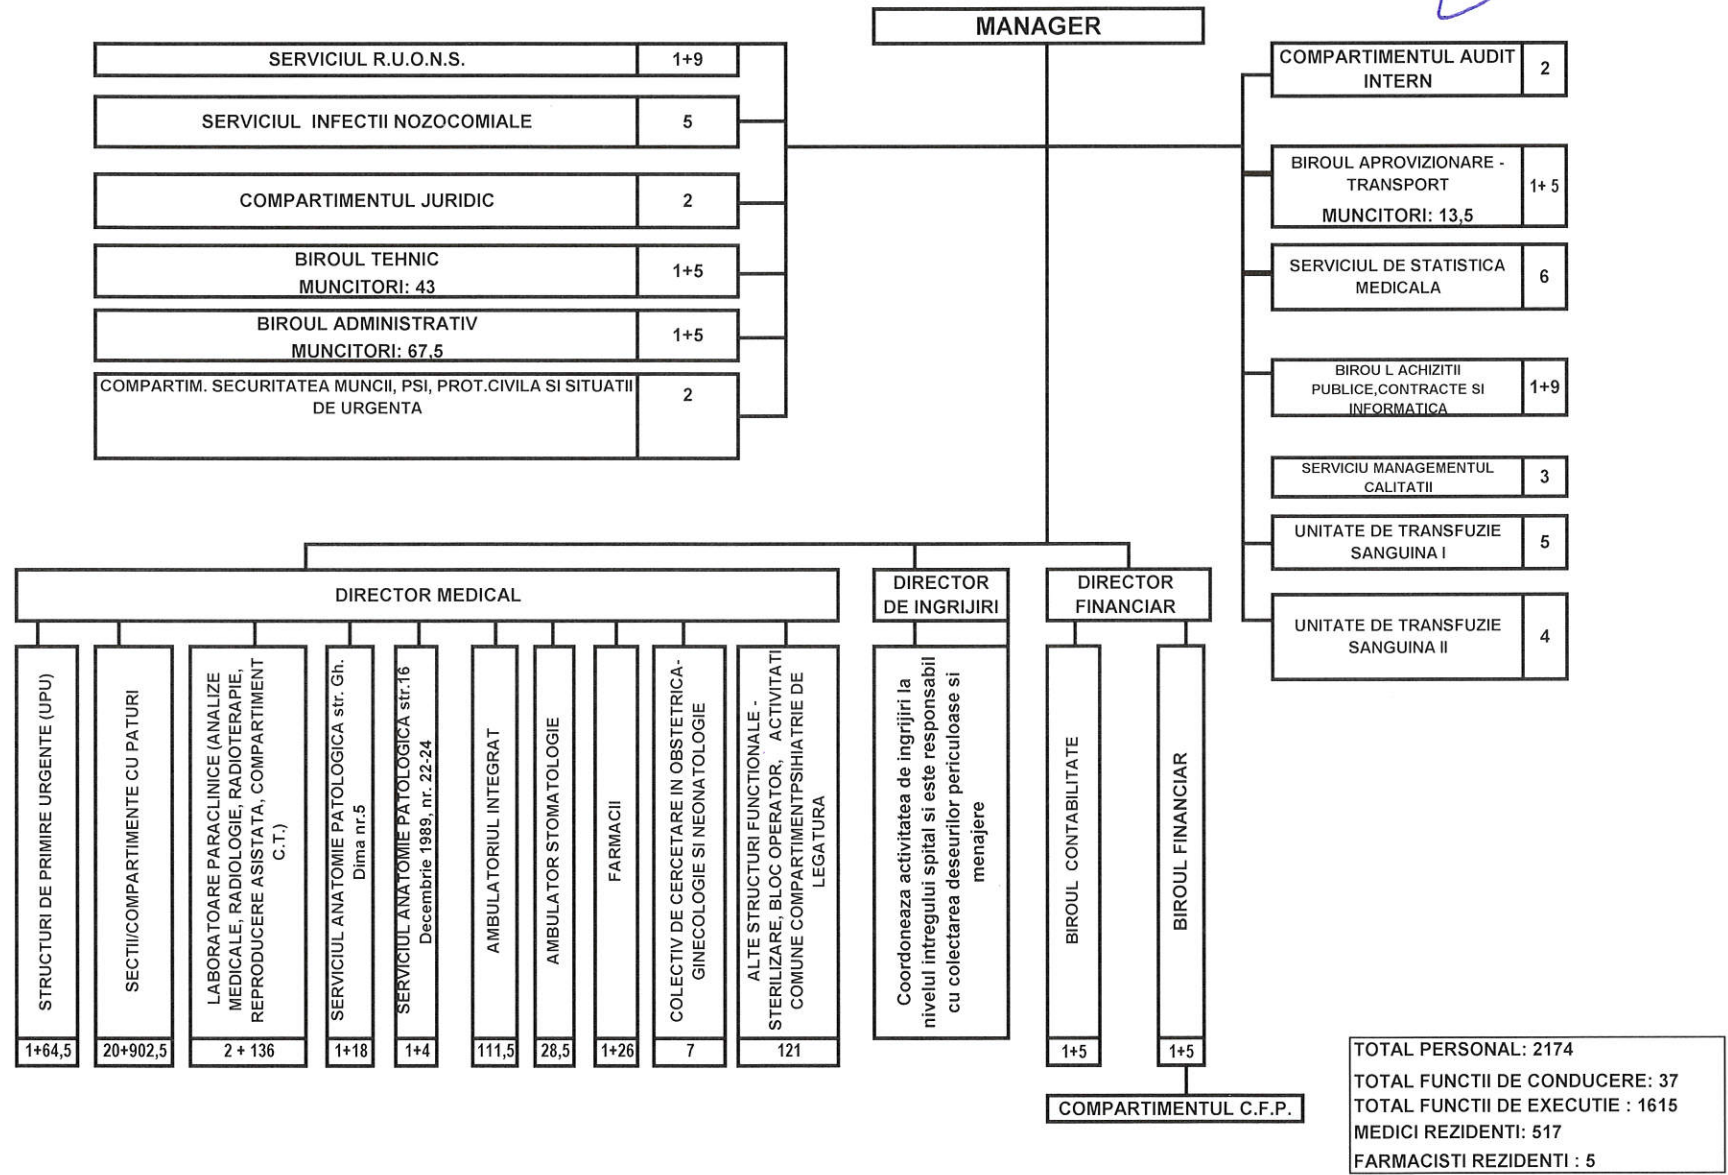 MANAGER
SERVICIUL R.U.O.N.S. 1+9
SERVICIUL INFECTII NOZOCOMIALE 5
COMPARTIMENTUL JURIDIC 2
BIROUL TEHNIC
MUNCITORI: 43
1+5
BIROUL ADMINISTRATIV
MUNCITORI: 67,5
1+5
COMPARTIM. SECURITATEA MUNCII, PSI, PROT.CIVILA SI SITUATII
DE URGENTA
2
COMPARTIMENTUL AUDIT
INTERN
2
BIROUL APROVIZIONARE -
TRANSPORT
MUNCITORI: 13,5
1+ 5
SERVICIUL DE STATISTICA
MEDICALA
6
BIROU L ACHIZITII
PUBLICE,CONTRACTE SI
INFORMATICA
1+9
SERVICIU MANAGEMENTUL
CALITATII
3
UNITATE DE TRANSFUZIE
SANGUINA I
5
UNITATE DE TRANSFUZIE
SANGUINA II
4
DIRECTOR MEDICAL
STRUCTURI DE PRIMIRE URGENTE (UPU)
1+64,5
SECTII/COMPARTIMENTE CU PATURI
20+902,5
LABORATOARE PARACLINICE (ANALIZE
MEDICALE, RADIOLOGIE, RADIOTERAPIE,
REPRODUCERE ASISTATA, COMPARTIMENT
C.T.)
2 + 136
SERVICIUL ANATOMIE PATOLOGICA str. Gh.
Dima nr.5
1+18
SERVICIUL ANATOMIE PATOLOGICA str.16
Decembrie 1989, nr. 22-24
1+4
AMBULATORIUL INTEGRAT
111,5
AMBULATOR STOMATOLOGIE
28,5
FARMACII
1+26
COLECTIV DE CERCETARE IN OBSTETRICA-
GINECOLOGIE SI NEONATOLOGIE
7
ALTE STRUCTURI FUNCTIONALE -
STERILIZARE, BLOC OPERATOR, ACTIVITATI
COMUNE COMPARTIMENTPSIHIATRIE DE
LEGATURA
121
DIRECTOR
DE INGRIJIRI
Coordoneaza activitatea de ingrijiri la
nivelul intregului spital si este responsabil
cu colectarea deseurilor periculoase si
menajere
DIRECTOR
FINANCIAR
BIROUL CONTABILITATE
1+5
BIROUL FINANCIAR
1+5
COMPARTIMENTUL C.F.P.
TOTAL PERSONAL: 2174
TOTAL FUNCTII DE CONDUCERE: 37
TOTAL FUNCTII DE EXECUTIE : 1615
MEDICI REZIDENTI: 517
FARMACISTI REZIDENTI : 5